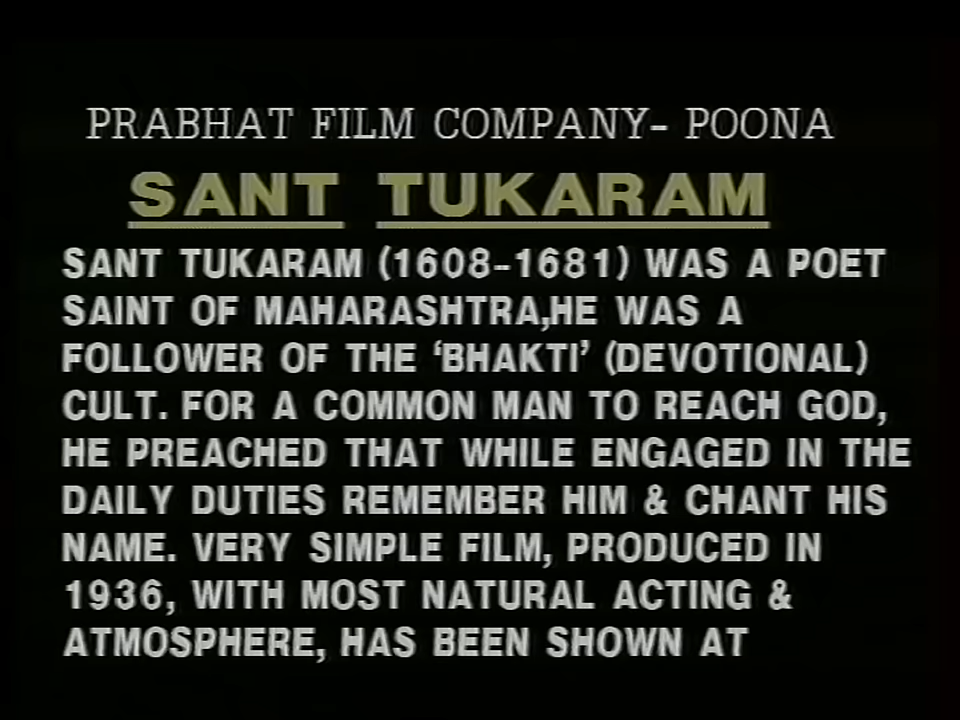 PRABHAT FILM COMPANY- POONA
SANT TUKARAM
SANT TUKARAM (1608-1681) WAS A POET
SAINT OF MAHARASHTRA,HE WAS A
FOLLOWER OF THE ‘BHAKTI’ (DEVOTIONAL)
CULT. FOR A COMMON MAN TO REACH GOD,
HE PREACHED THAT WHILE ENGAGED IN THE
DAILY DUTIES REMEMBER HIM & CHANT HIS
NAME. VERY SIMPLE FILM, PRODUCED IN
1936, WITH MOST NATURAL ACTING &
ATMOSPHERE, HAS BEEN SHOWN AT